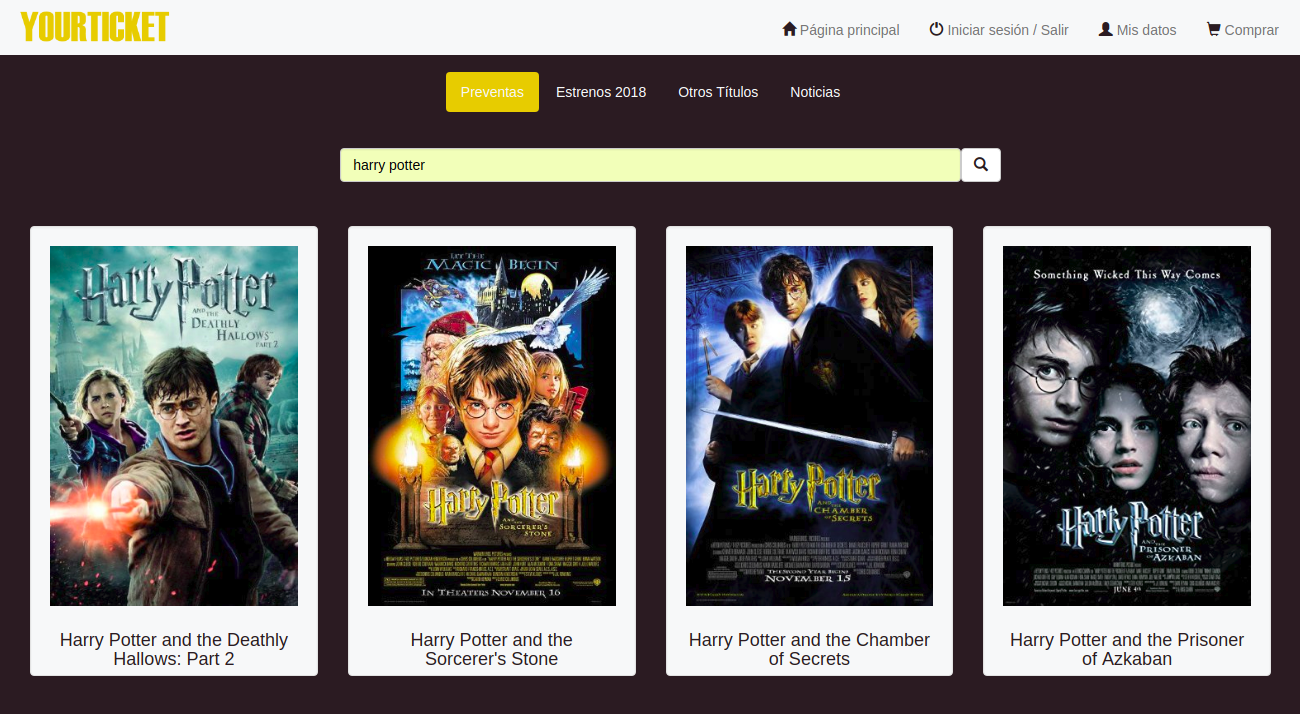 YOURTICKET
Página principal
Iniciar sesión / Salir
Mis datos
Comprar
Preventas
Estrenos 2018
Otros Títulos
Noticias
harry potter
Harry Potter
AND THE
DEATHLY
HALLOWS
PART 2
Harry Potter and the Deathly
Hallows: Part 2
LET THE
MAGIC BEGIN
Harry Potter
AND THE
SORCERER'S
STONE
IN THEATERS NOVEMBER 16
Harry Potter and the
Sorcerer's Stone
Harry Potter
AND THE
CHAMBER
OF SECRETS
THE SECOND YEAR BEGINS
NOVEMBER 15
Harry Potter and the Chamber
of Secrets
Something Wicked This Way Comes
Harry Potter
AND THE
PRISONER
OF AZKABAN
JUNE 4th
Harry Potter and the Prisoner
of Azkaban